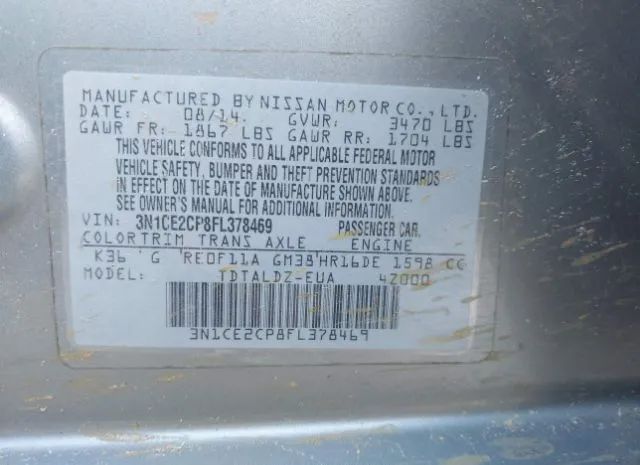 MANUFACTURED BY NISSAN MOTOR CO., LTD.
DATE: 08/14 GVWR: 3470 LBS
GAWR FR: 1867 LBS GAWR RR: 1704 LBS
THIS VEHICLE CONFORMS TO ALL APPLICABLE FEDERAL MOTOR
VEHICLE SAFETY, BUMPER AND THEFT PREVENTION STANDARDS
IN EFFECT ON THE DATE OF MANUFACTURE SHOWN ABOVE.
SEE OWNER'S MANUAL FOR ADDITIONAL INFORMATION.
VIN: 3N1CE2CP8FL378469 PASSENGER CAR.
COLORTRIM TRANS AXLE ENGINE
K36 G RE0F11A GM38 HR16DE 1598 CC
MODEL: TDTALDZ-EUA 4Z000
3N1CE2CP8FL378469